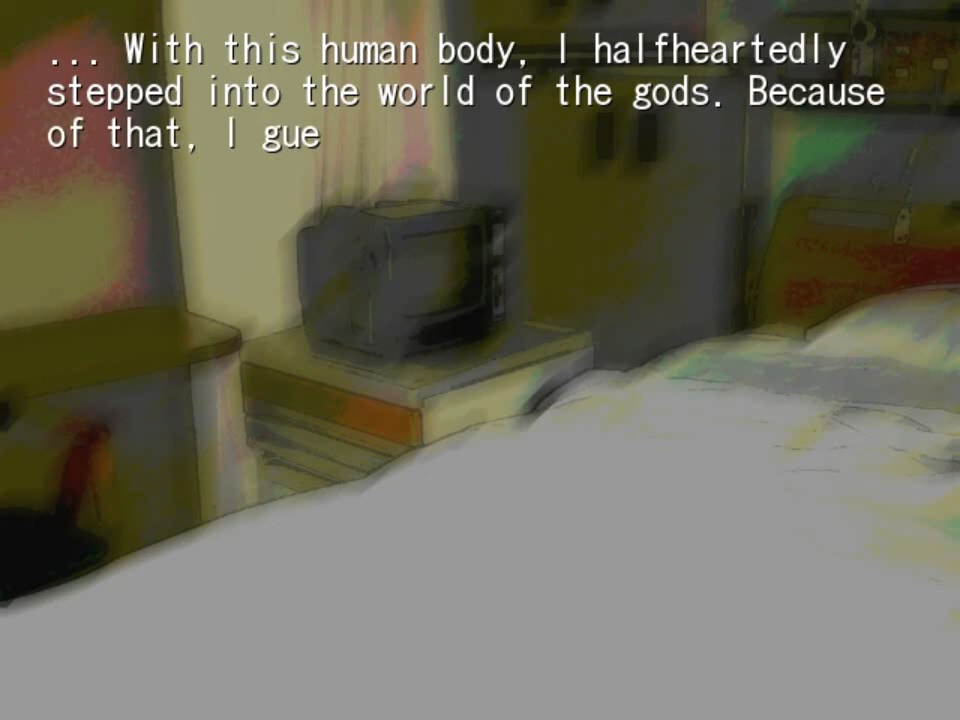 ... With this human body, I halfheartedly
stepped into the world of the gods. Because
of that, I gue